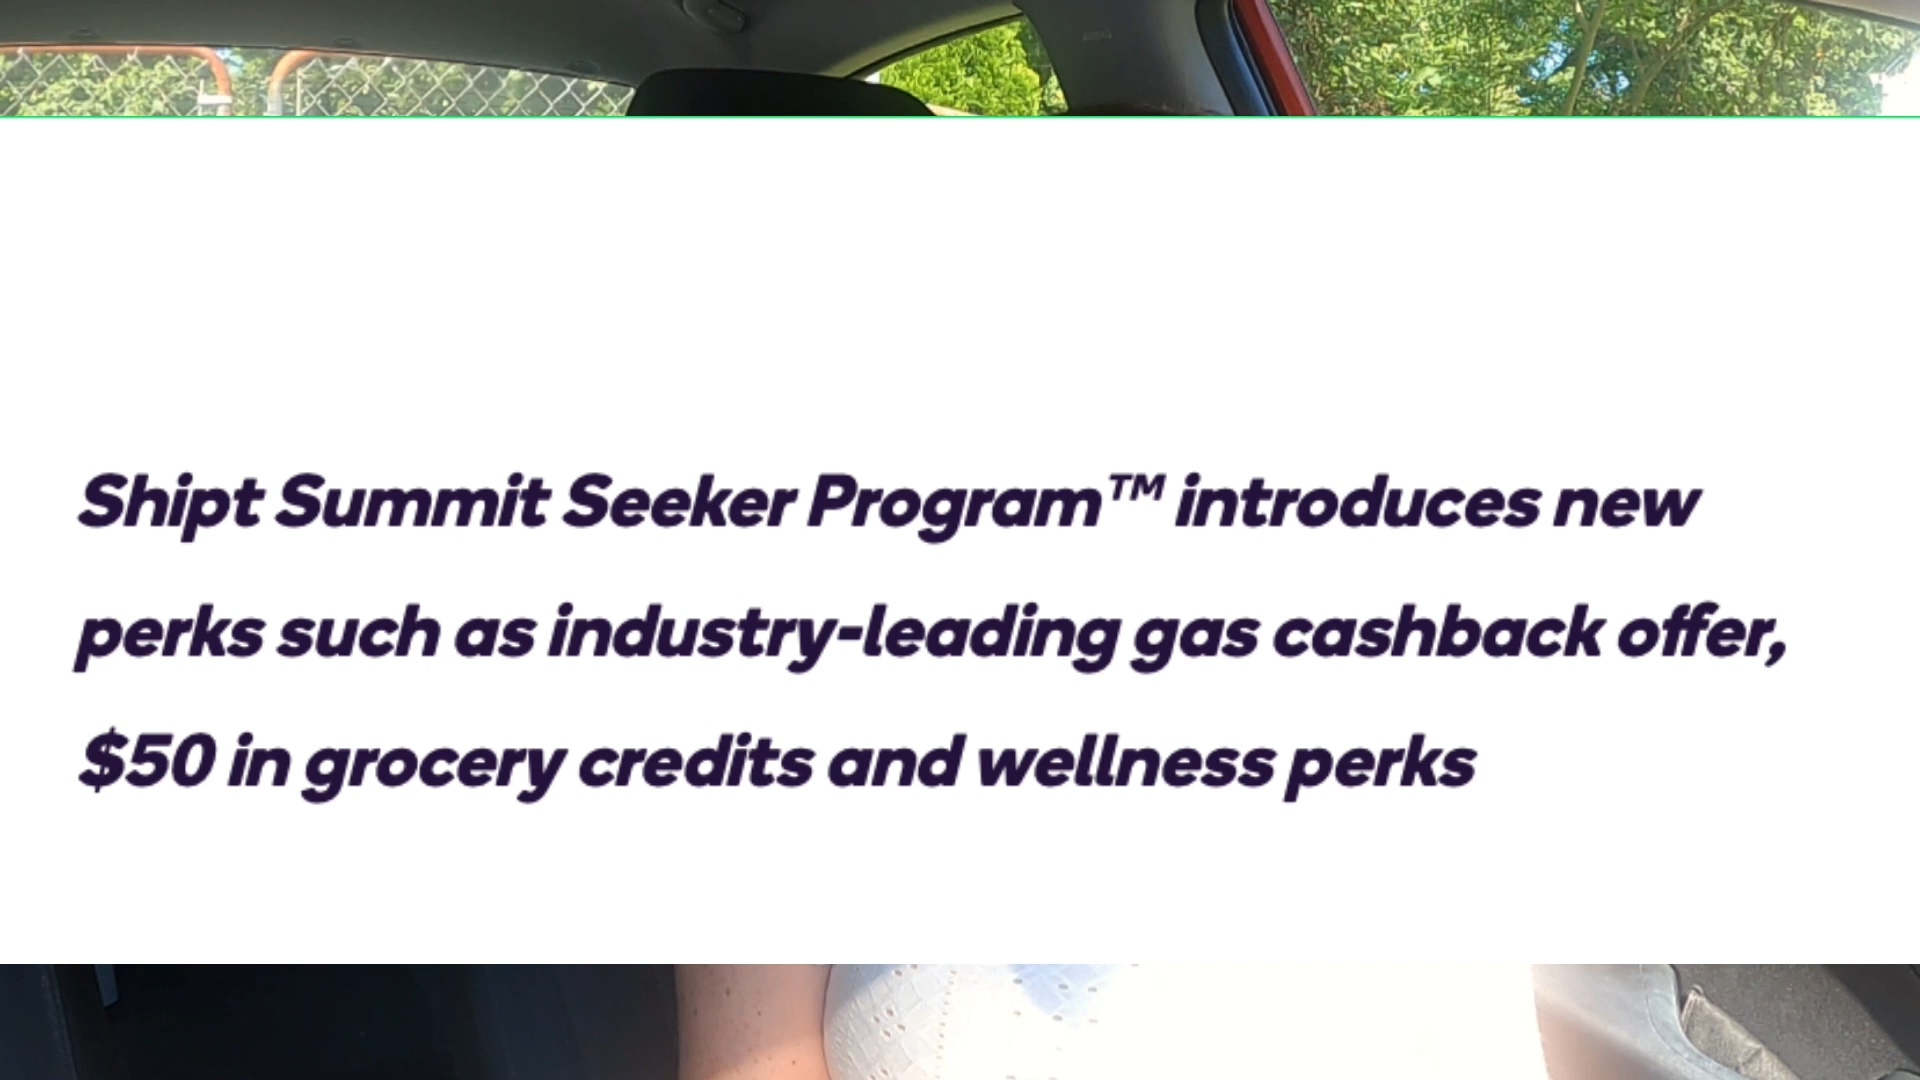 Shipt Summit Seeker Program™ introduces new
perks such as industry-leading gas cashback offer,
$50 in grocery credits and wellness perks